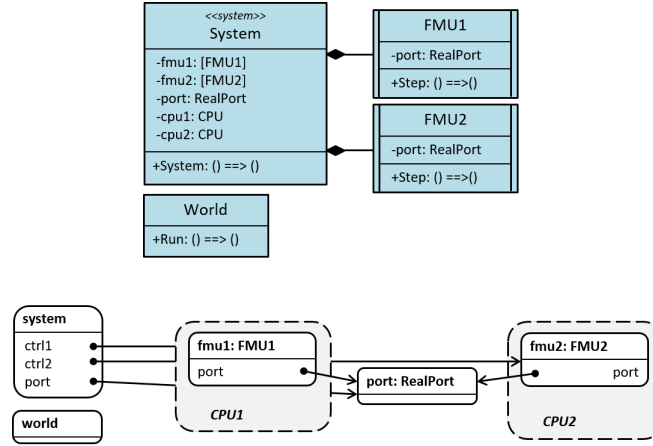 <<system>>
System
-fmu1: [FMU1]
-fmu2: [FMU2]
-port: RealPort
-cpu1: CPU
-cpu2: CPU
+System: () ==> ()
FMU1
-port: RealPort
+Step: () ==>()
FMU2
-port: RealPort
+Step: () ==>()
World
+Run: () ==> ()
system
ctrl1
ctrl2
port
world
fmu1: FMU1
port
CPU1
port: RealPort
fmu2: FMU2
port
CPU2